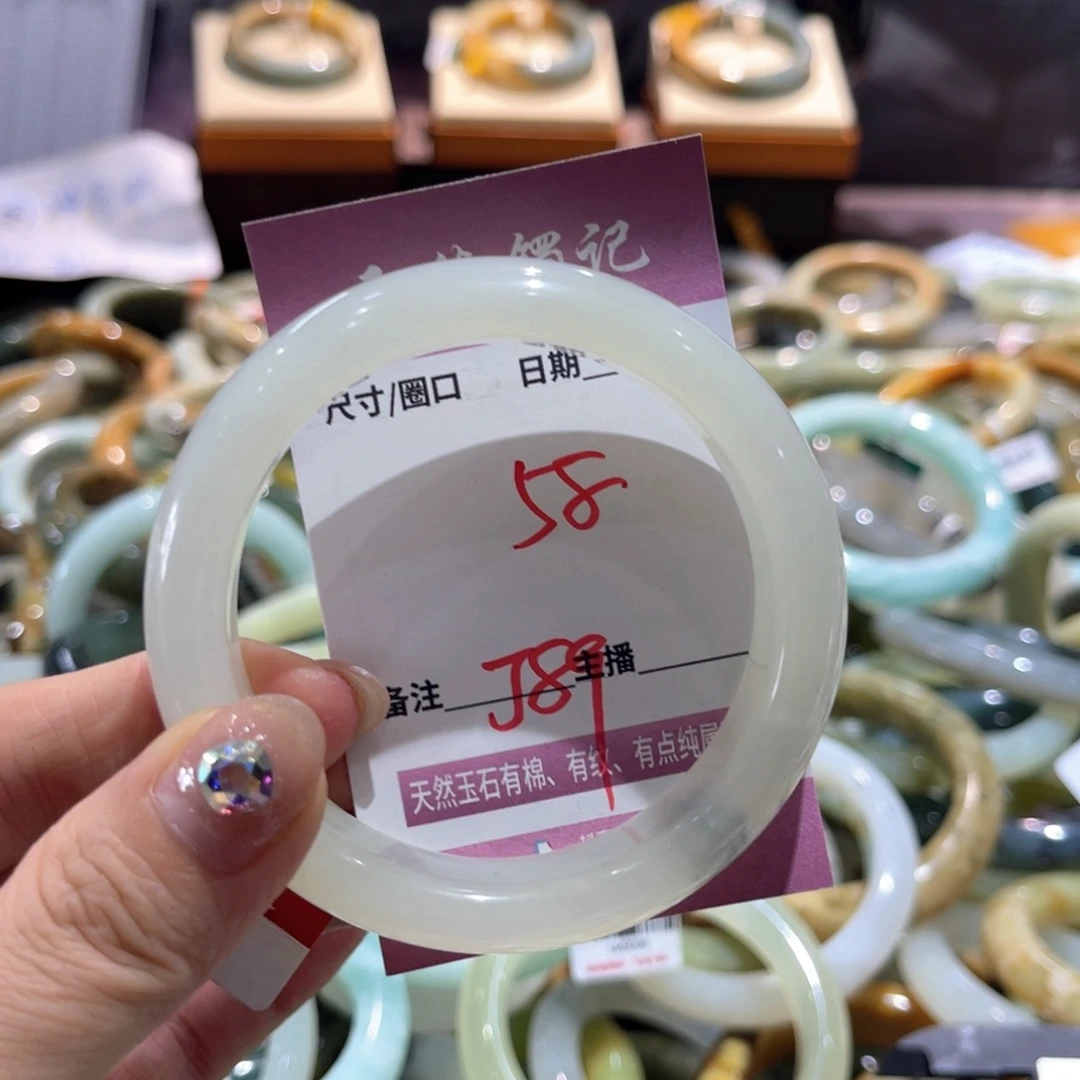 镯记
尺寸/圈口 日期
58
备注 J89 主播
天然玉石有棉、有纹、有点纯属